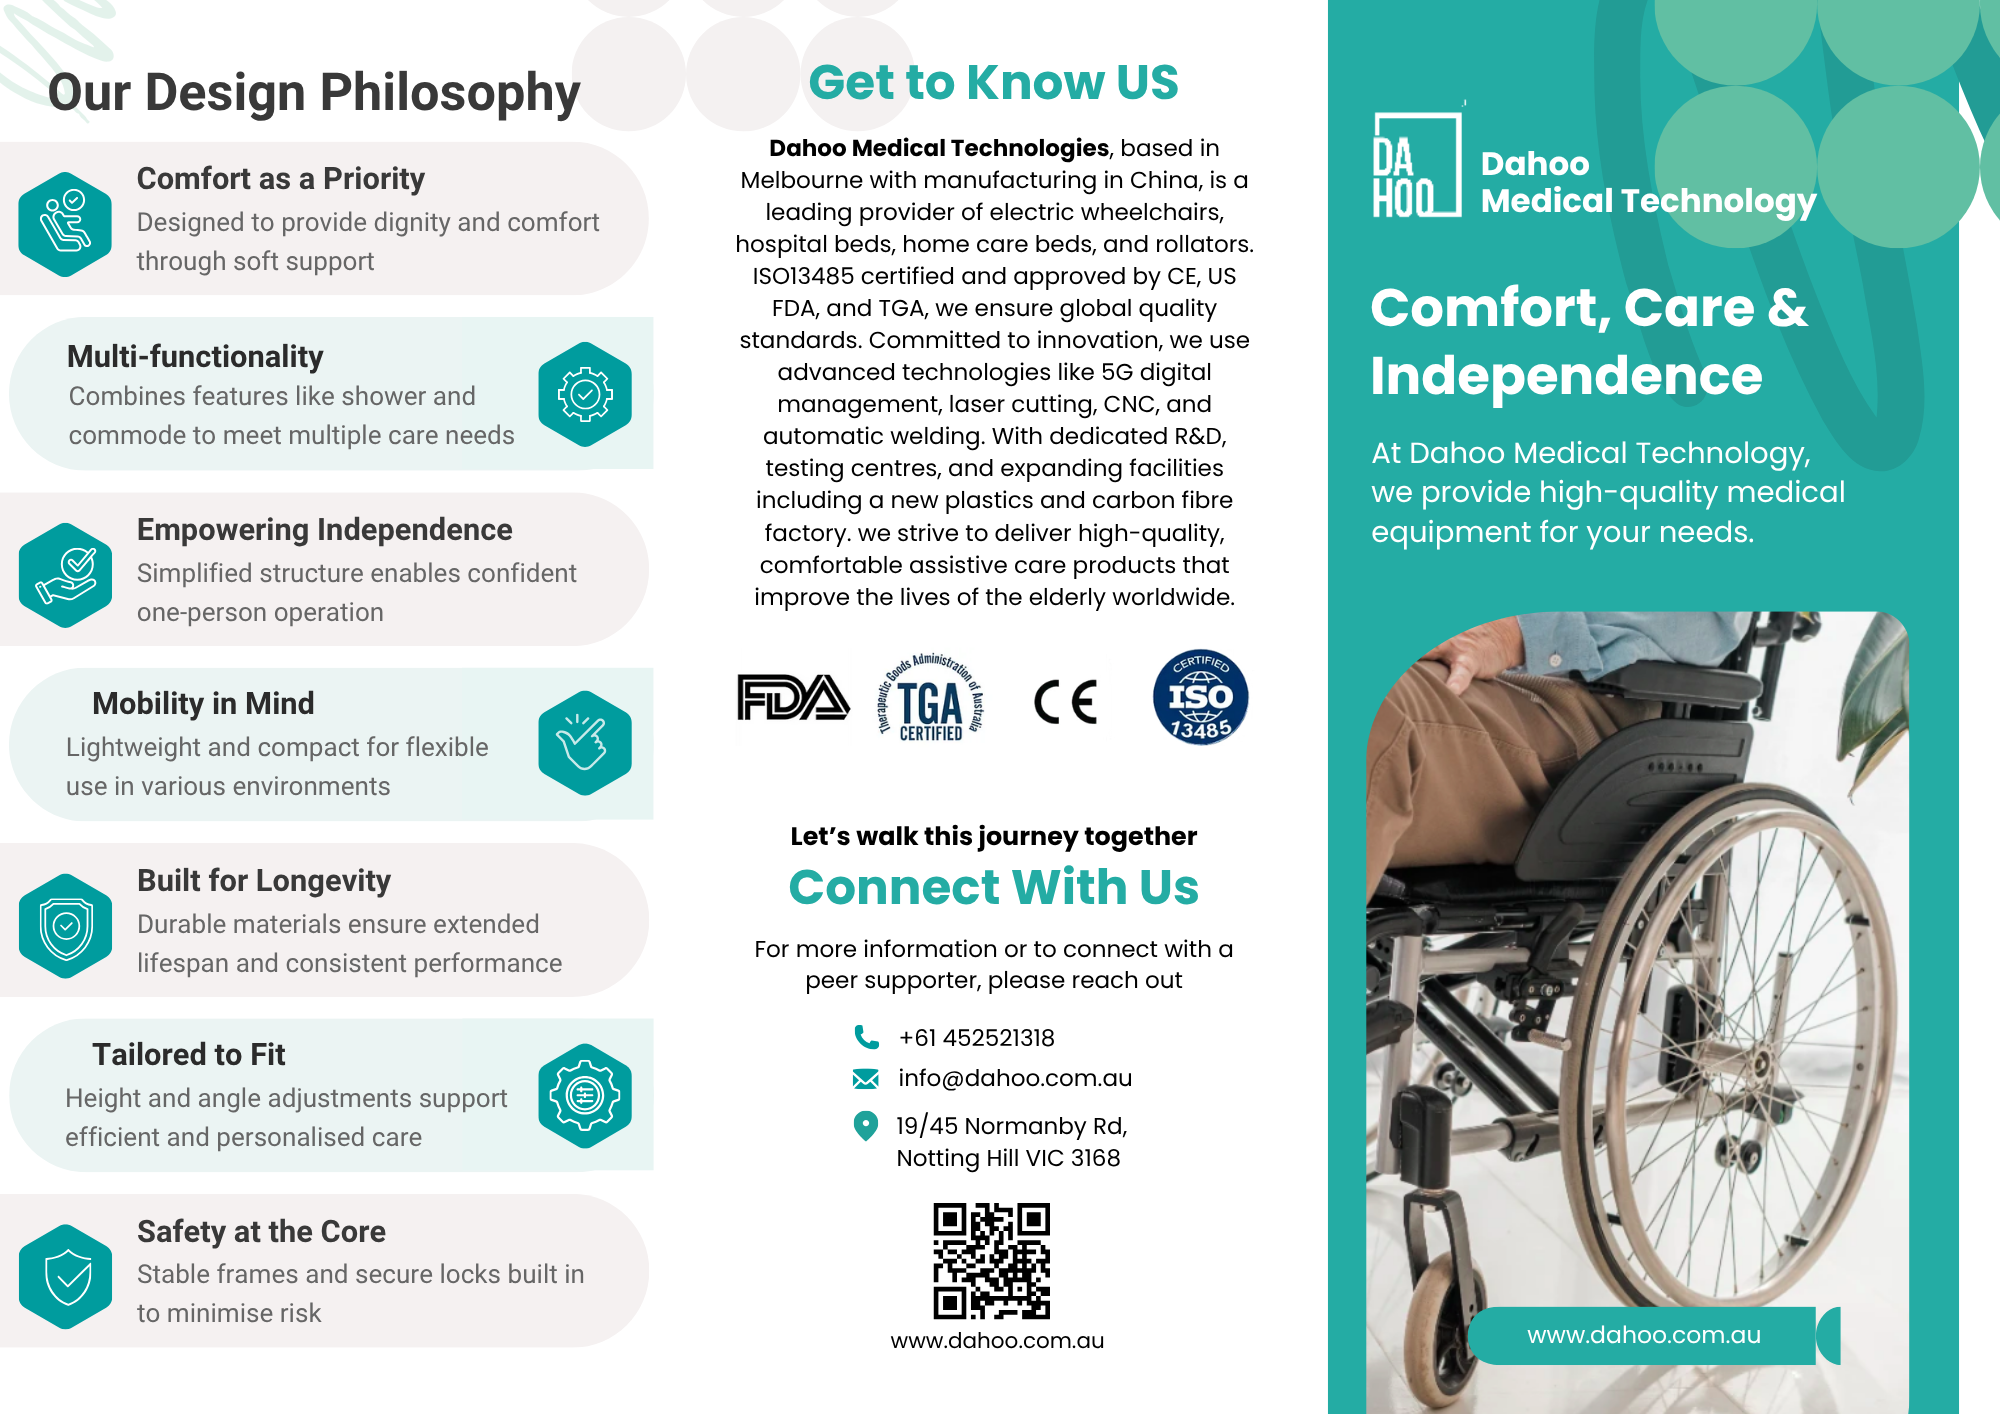 Our Design Philosophy
Comfort as a Priority
Designed to provide dignity and comfort
through soft support
Multi-functionality
Combines features like shower and
commode to meet multiple care needs
Empowering Independence
Simplified structure enables confident
one-person operation
Mobility in Mind
Lightweight and compact for flexible
use in various environments
Built for Longevity
Durable materials ensure extended
lifespan and consistent performance
Tailored to Fit
Height and angle adjustments support
efficient and personalised care
Safety at the Core
Stable frames and secure locks built in
to minimise risk
Get to Know US
Dahoo Medical Technologies, based in
Melbourne with manufacturing in China, is a
leading provider of electric wheelchairs,
hospital beds, home care beds, and rollators.
ISO13485 certified and approved by CE, US
FDA, and TGA, we ensure global quality
standards. Committed to innovation, we use
advanced technologies like 5G digital
management, laser cutting, CNC, and
automatic welding. With dedicated R&D,
testing centres, and expanding facilities
including a new plastics and carbon fibre
factory. we strive to deliver high-quality,
comfortable assistive care products that
improve the lives of the elderly worldwide.
FDA
Therapeutic Goods Administration of Australia
TGA
CERTIFIED
CE
CERTIFIED
ISO
13485
Let's walk this journey together
Connect With Us
For more information or to connect with a
peer supporter, please reach out
+61 452521318
info@dahoo.com.au
19/45 Normanby Rd,
Notting Hill VIC 3168
www.dahoo.com.au
DA
HOO
Dahoo
Medical Technology
Comfort, Care &
Independence
At Dahoo Medical Technology,
we provide high-quality medical
equipment for your needs.
www.dahoo.com.au